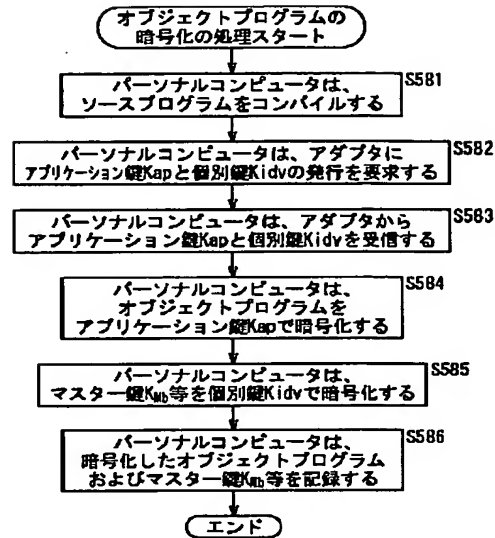 オブジェクトプログラムの
暗号化の処理スタート
パーソナルコンピュータは、
ソースプログラムをコンパイルする
S581
パーソナルコンピュータは、アダプタに
アプリケーション鍵Kapと個別鍵Kidvの発行を要求する
S582
パーソナルコンピュータは、アダプタから
アプリケーション鍵Kapと個別鍵Kidvを受信する
S583
パーソナルコンピュータは、
オブジェクトプログラムを
アプリケーション鍵Kapで暗号化する
S584
パーソナルコンピュータは、
マスター鍵KMb等を個別鍵Kidvで暗号化する
S585
パーソナルコンピュータは、
暗号化したオブジェクトプログラム
およびマスター鍵KMb等を記録する
S586
エンド